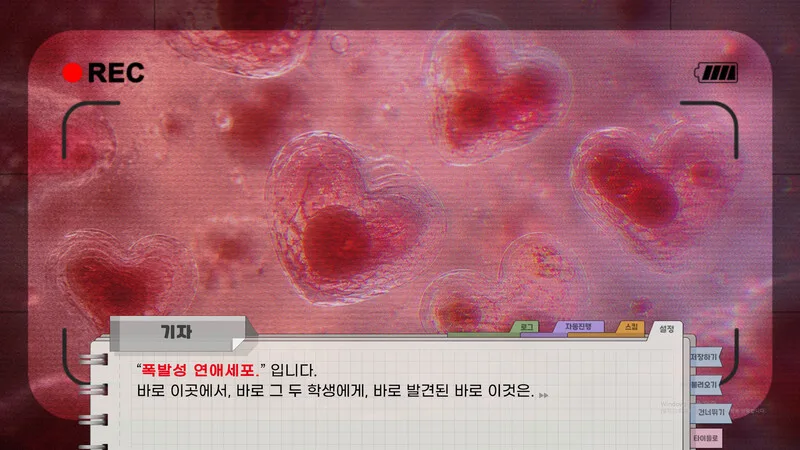 REC
기자
로그
자동진행
스킵
설정
“폭발성 연애세포.” 입니다.
바로 이곳에서, 바로 그 두 학생에게, 바로 발견된 바로 이것은.
저장하기
불러오기
건너뛰기
타이틀로